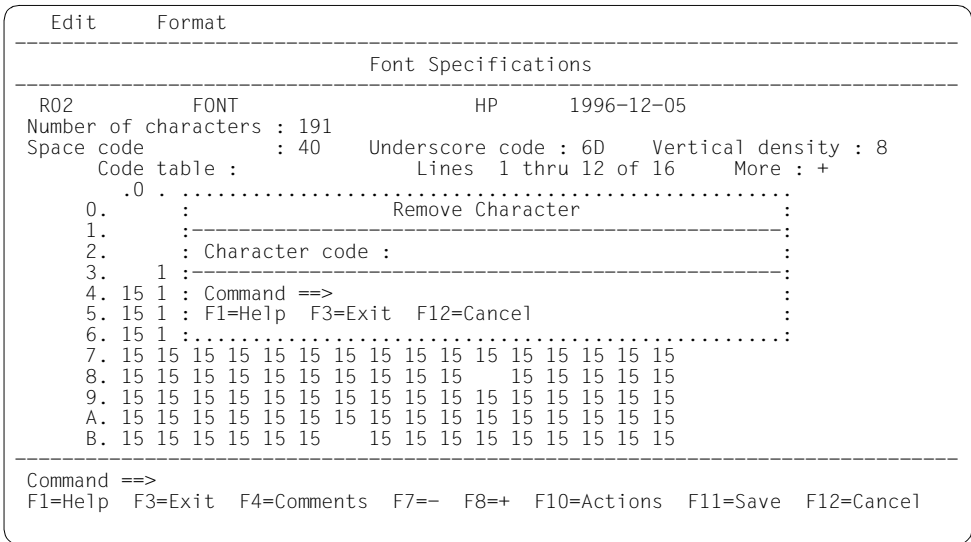 Edit      Format
--------------------------------------------------------------------------------
Font Specifications
--------------------------------------------------------------------------------
R02            FONT                    HP      1996-12-05
Number of characters : 191
Space code           : 40    Underscore code : 6D    Vertical density : 8
Code table :               Lines  1 thru 12 of 16     More : +
.0 . ...................................................
0.      :                 Remove Character                 :
1.      :--------------------------------------------------:
2.      : Character code :                                 :
3.    1 :--------------------------------------------------:
4. 15 1 : Command ==>                                      :
5. 15 1 : F1=Help  F3=Exit  F12=Cancel                     :
6. 15 1 :..................................................:
7. 15 15 15 15 15 15 15 15 15 15 15 15 15 15 15 15
8. 15 15 15 15 15 15 15 15 15 15    15 15 15 15 15
9. 15 15 15 15 15 15 15 15 15 15 15 15 15 15 15 15
A. 15 15 15 15 15 15 15 15 15 15 15 15 15 15 15 15
B. 15 15 15 15 15 15    15 15 15 15 15 15 15 15 15
--------------------------------------------------------------------------------
Command ==>
F1=Help  F3=Exit  F4=Comments  F7=-  F8=+  F10=Actions  F11=Save  F12=Cancel